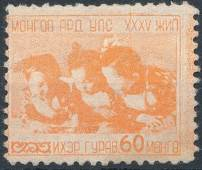 МОНГОЛ АРД УЛС XXXV ЖИЛ
ИХЭР ГУРАВ 60 МӨНГӨ